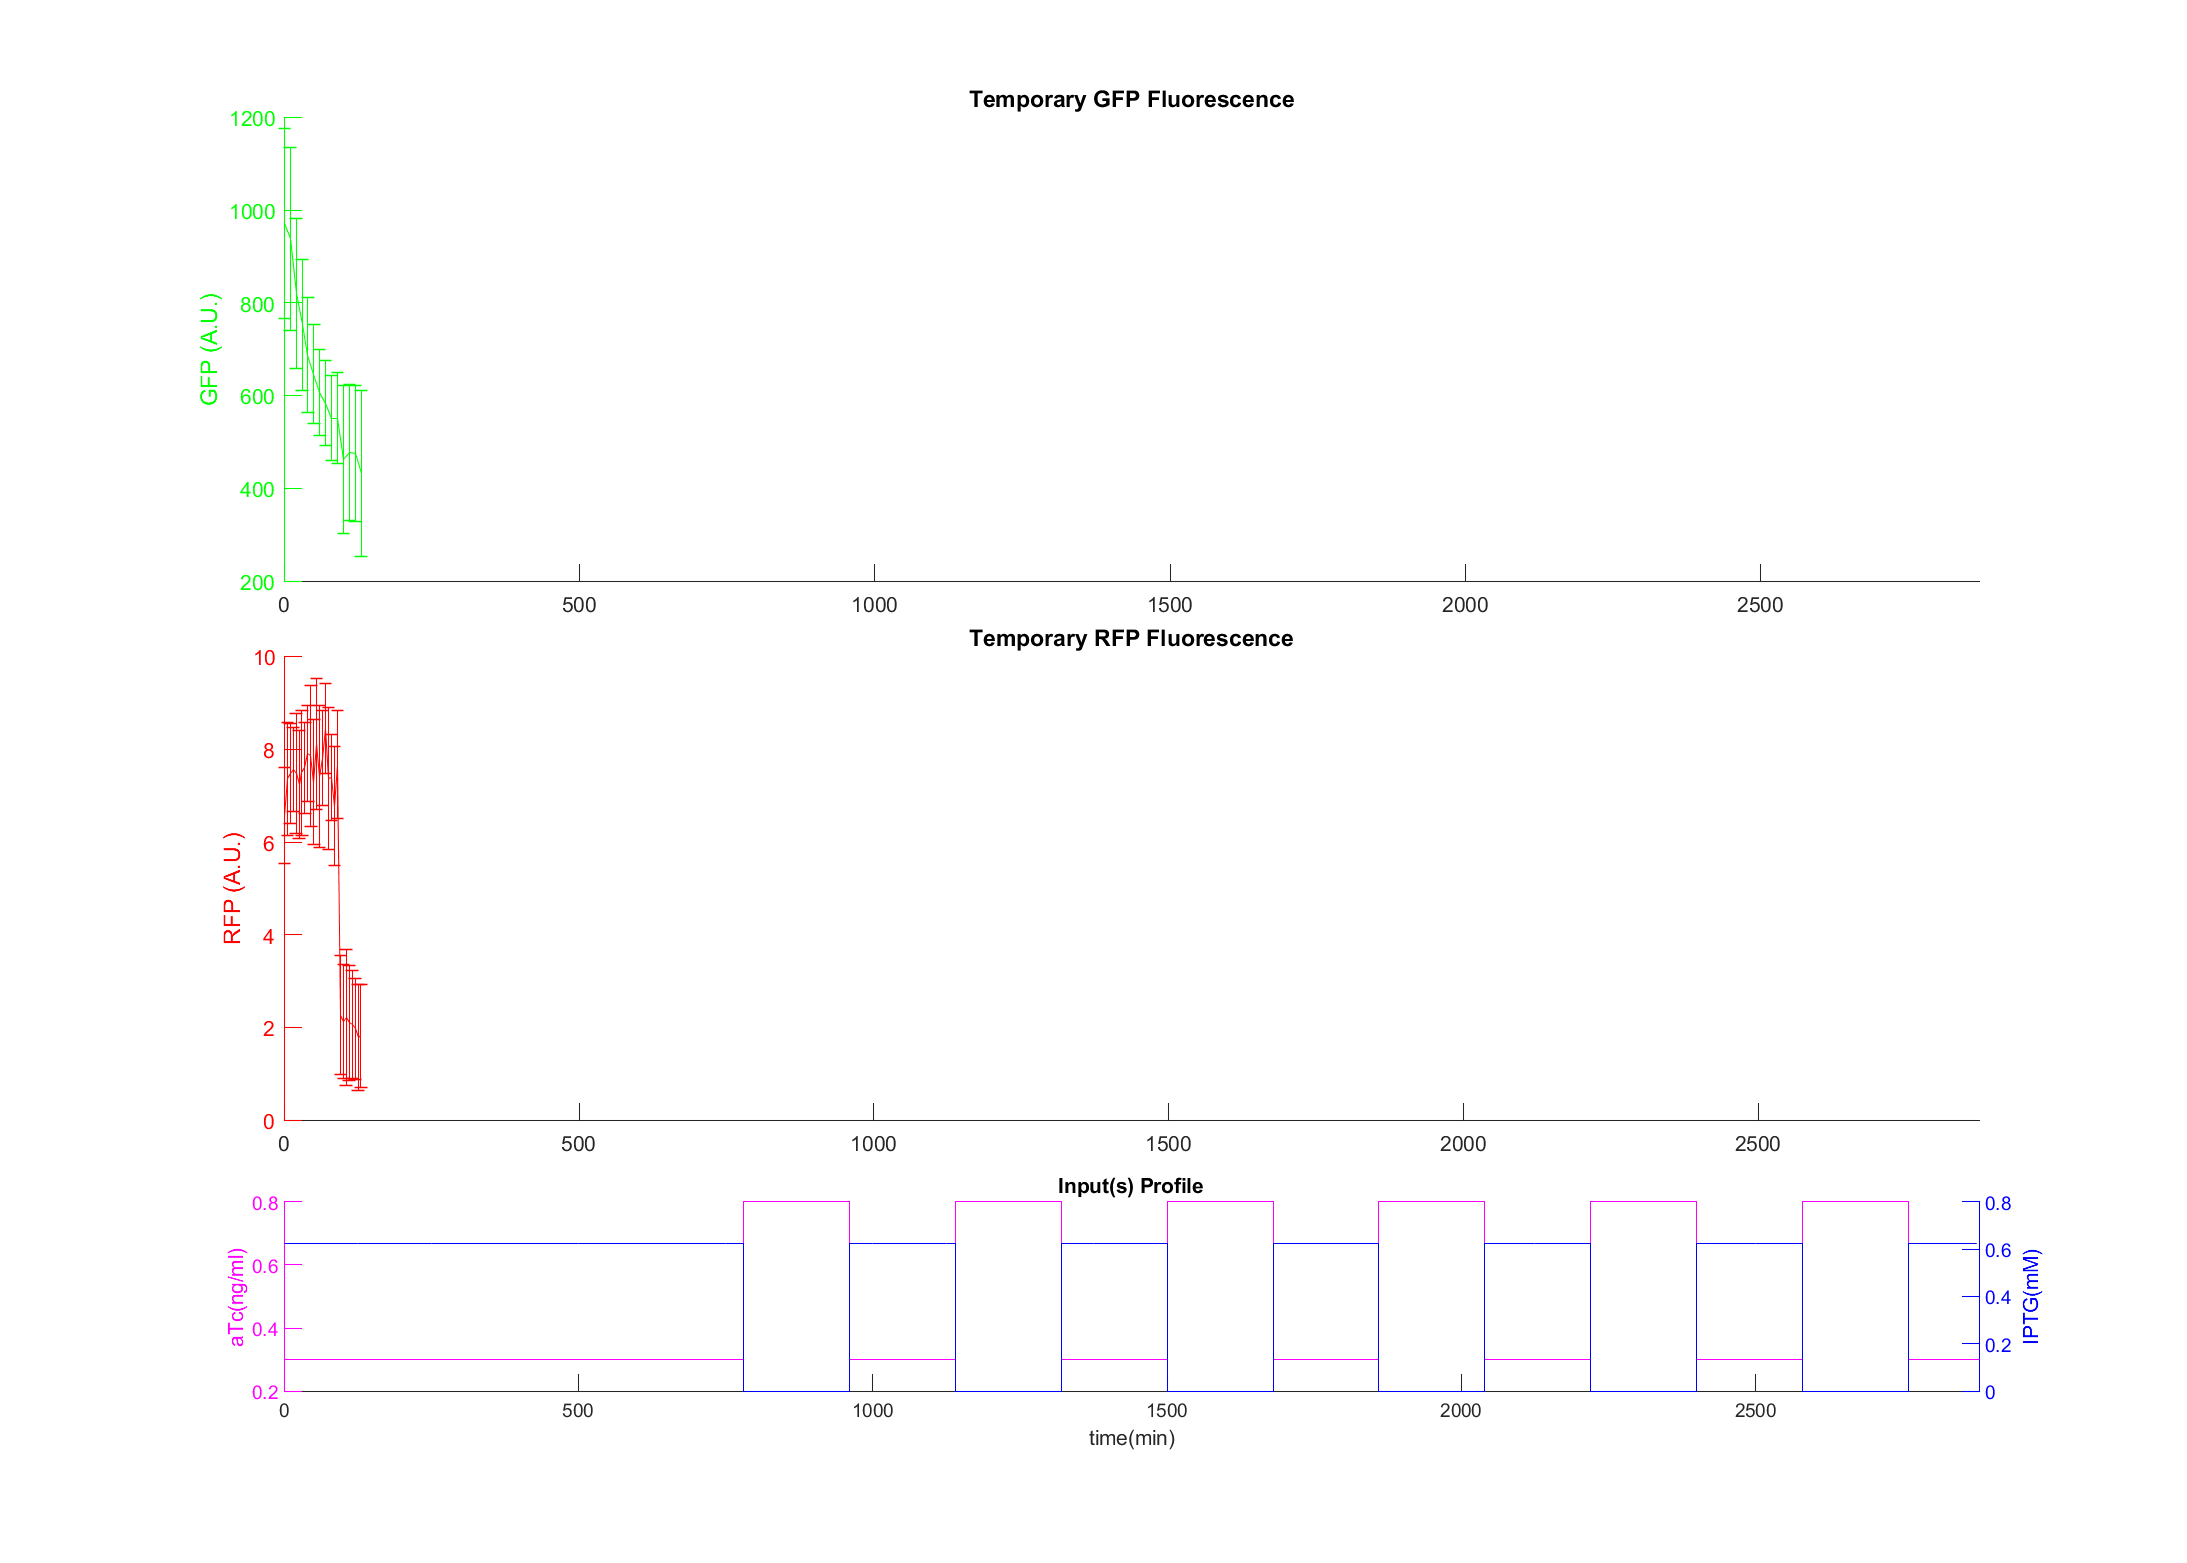 Temporary GFP Fluorescence
1200
1000
800
600
400
200
GFP (A.U.)
0 500 1000 1500 2000 2500
Temporary RFP Fluorescence
10
8
6
4
2
0
RFP (A.U.)
0 500 1000 1500 2000 2500
Input(s) Profile
0.8
0.6
0.4
0.2
aTc(ng/ml)
0.8
0.6
0.4
0.2
0
IPTG(mM)
0 500 1000 1500 2000 2500
time(min)